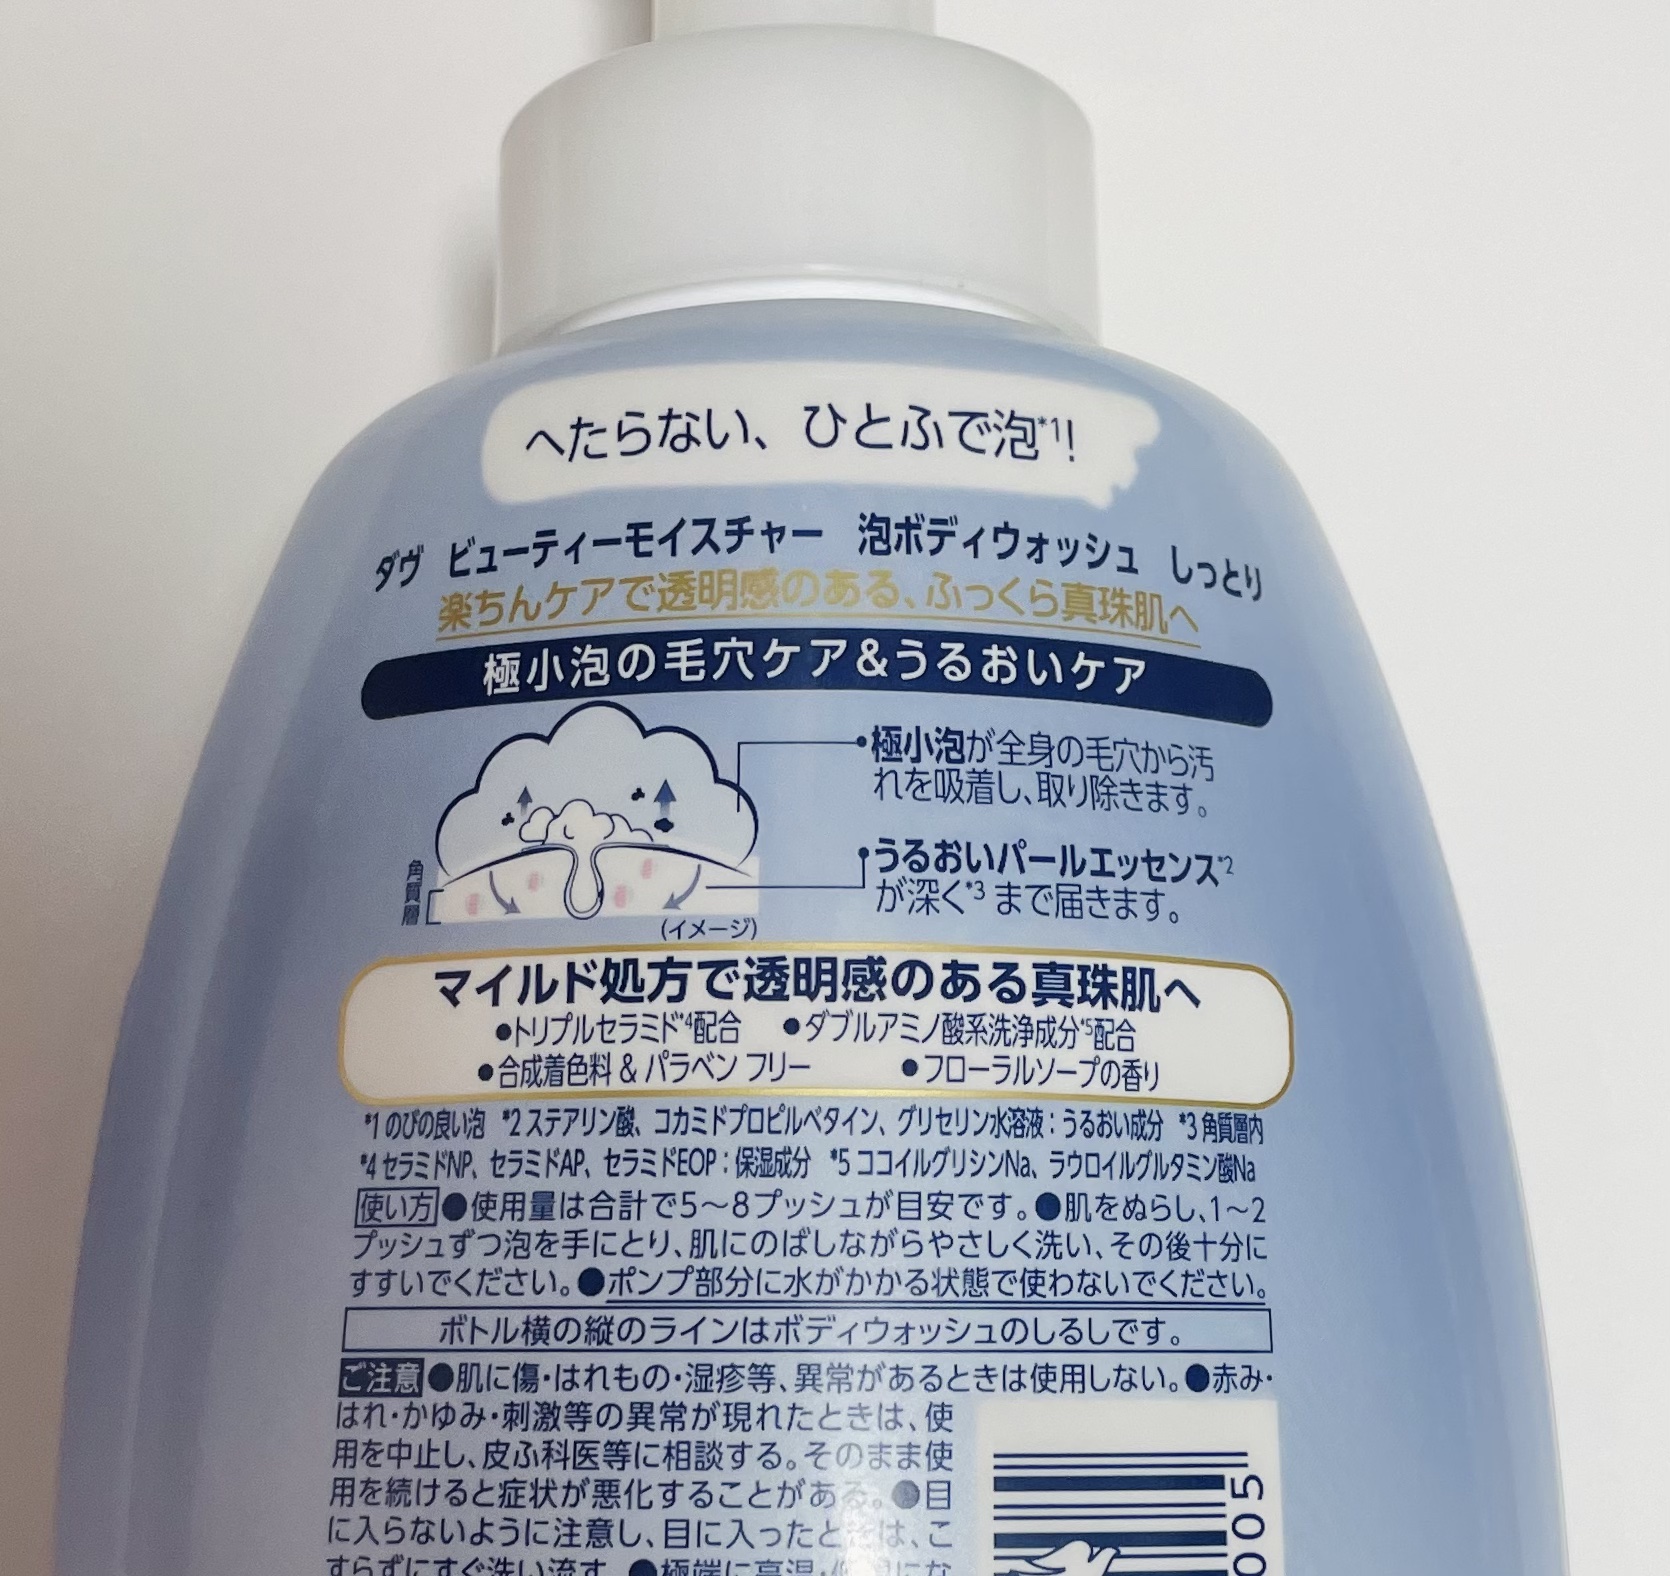 へたらない、ひとふで泡*1!
ダヴ ビューティーモイスチャー 泡ボディウォッシュ しっとり
楽ちんケアで透明感のある、ふっくら真珠肌へ
極小泡の毛穴ケア&うるおいケア
極小泡が全身の毛穴から汚
れを吸着し、取り除きます。
うるおいパールエッセンス*2
が深く*3 まで届きます。
角質層
(イメージ)
マイルド処方で透明感のある真珠肌へ
●トリプルセラミド*4配合 ●ダブルアミノ酸系洗浄成分*5配合
●合成着色料 & パラベン フリー ●フローラルソープの香り
*1 のびの良い泡 *2 ステアリン酸、コカミドプロピルベタイン、グリセリン水溶液:うるおい成分 *3 角質層内
*4 セラミドNP、セラミドAP、セラミドEOP:保湿成分 *5 ココイルグリシンNa、ラウロイルグルタミン酸Na
使い方 ●使用量は合計で5～8プッシュが目安です。●肌をぬらし、1～2
プッシュずつ泡を手にとり、肌にのばしながらやさしく洗い、その後十分に
すすいでください。●ポンプ部分に水がかかる状態で使わないでください。
ボトル横の縦のラインはボディウォッシュのしるしです。
ご注意 ●肌に傷・はれもの・湿疹等、異常があるときは使用しない。●赤み・
はれ・かゆみ・刺激等の異常が現れたときは、使
用を中止し、皮ふ科医等に相談する。そのまま使
用を続けると症状が悪化することがある。●目
に入らないように注意し、目に入ったときは、こ
すらずにすぐ洗い流す。●極端に高温・低温にな
005